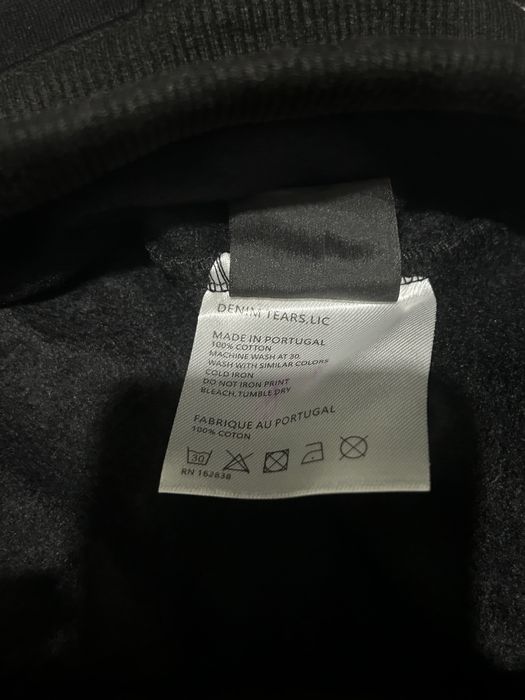 DENIM TEARS, LIC
MADE IN PORTUGAL
100% COTTON
MACHINE WASH AT 30.
WASH WITH SIMILAR COLORS
COLD IRON
DO NOT IRON PRINT
BLEACH, TUMBLE DRY
FABRIQUE AU PORTUGAL
100% COTON
30
RN 162638